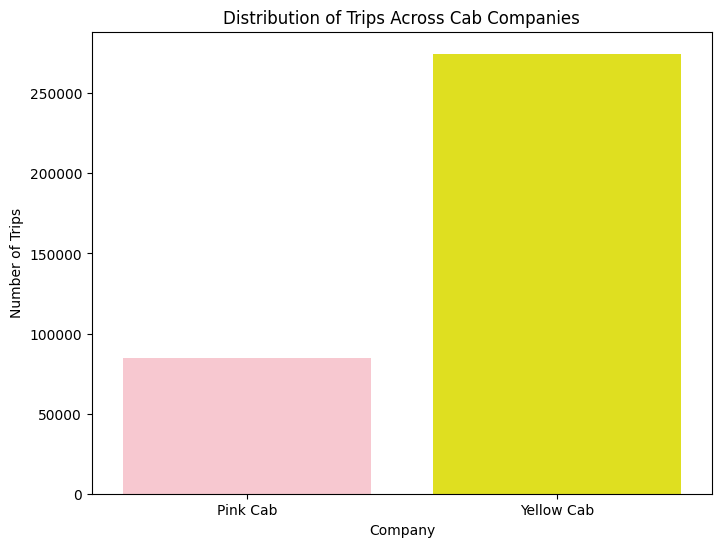 Distribution of Trips Across Cab Companies
Number of Trips
250000
200000
150000
100000
50000
0
Pink Cab
Yellow Cab
Company